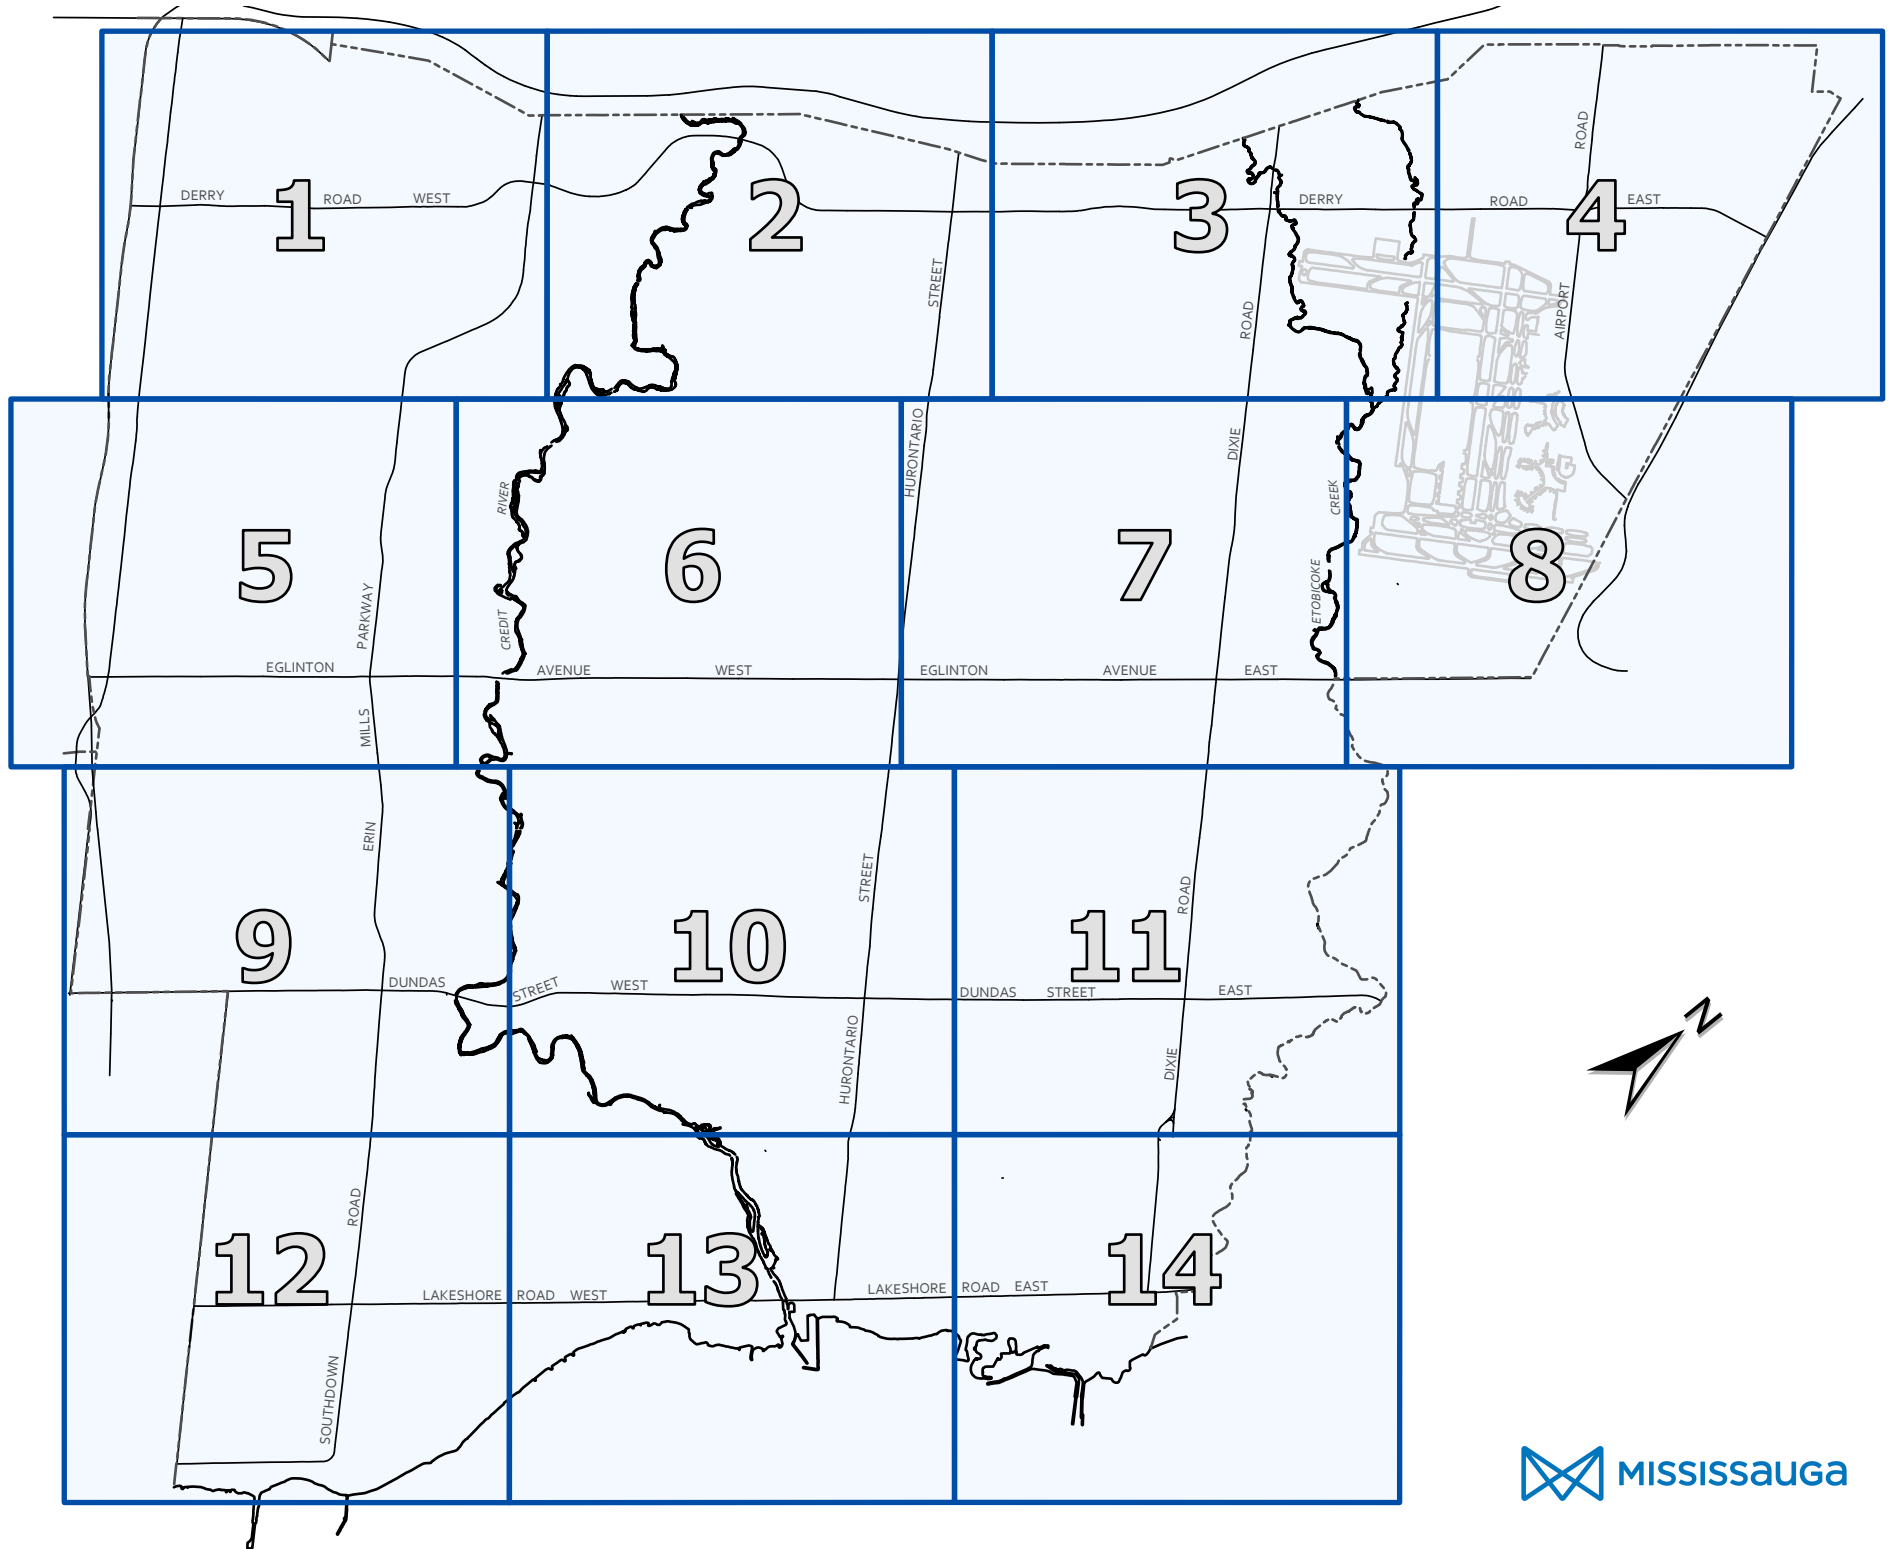 ROAD
DERRY ROAD WEST
DERRY
ROAD
EAST
1
2
3
4
STREET
ROAD
AIRPORT
HURONTARIO
DIXIE
RIVER
CREEK
5
6
7
8
PARKWAY
CREDIT
ETOBICOKE
EGLINTON
AVENUE
WEST
EGLINTON
AVENUE
EAST
MILLS
ERIN
STREET
ROAD
9
10
11
DUNDAS
STREET
WEST
DUNDAS
STREET
EAST
HURONTARIO
DIXIE
N
ROAD
12
13
14
LAKESHORE ROAD WEST
LAKESHORE ROAD EAST
SOUTHDOWN
MISSISSAUGA